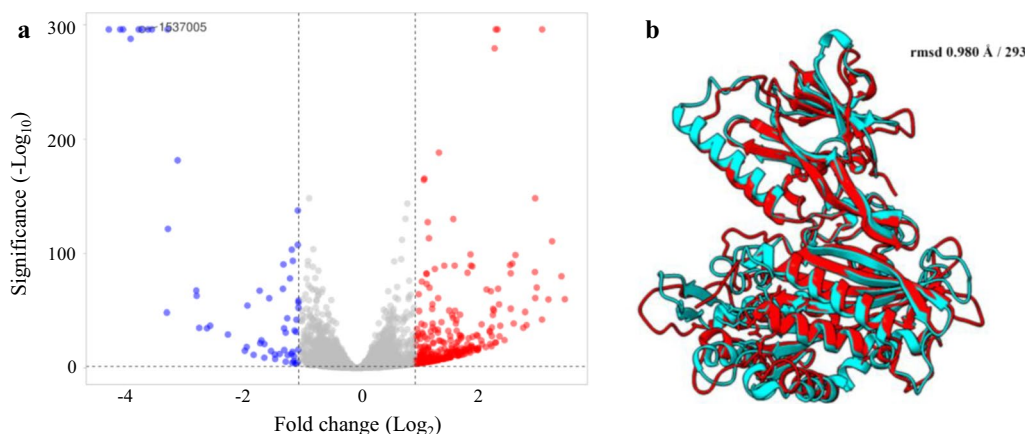 a
300
1537005
200
100
0
-4
-2
0
2
Significance (-Log₁₀)
Fold change (Log₂)
b
rmsd 0.980 Å / 293